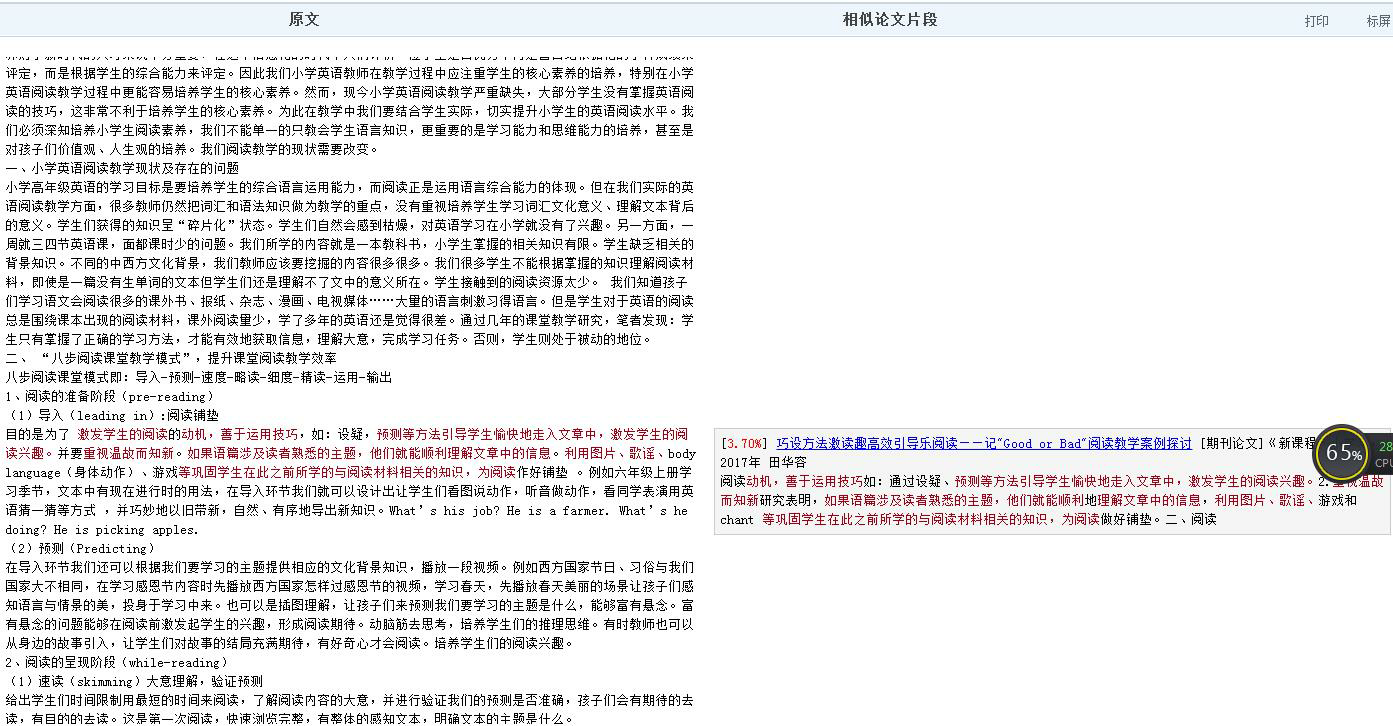 原文
相似论文片段
打印
标屏
评定，而是根据学生的综合能力来评定。因此我们小学英语教师在教学过程中应注重学生的核心素养的培养，特别在小学
英语阅读教学过程中更能容易培养学生的核心素养。然而，现今小学英语阅读教学严重缺失，大部分学生没有掌握英语阅
读的技巧，这非常不利于培养学生的核心素养。为此在教学中我们要结合学生实际，切实提升小学生的英语阅读水平。我
们必须深知培养小学生阅读素养，我们不能单一的只教会学生语言知识，更重要的是学习能力和思维能力的培养，甚至是
对孩子们价值观、人生观的培养。我们阅读教学的现状需要改变。
一、小学英语阅读教学现状及存在的问题
小学高年级英语的学习目标是要培养学生的综合语言运用能力，而阅读正是运用语言综合能力的体现。但在我们实际的英
语阅读教学方面，很多教师仍然把词汇和语法知识做为教学的重点，没有重视培养学生学习词汇文化意义、理解文本背后
的意义。学生们获得的知识呈“碎片化”状态。学生们自然会感到枯燥，对英语学习在小学就没有了兴趣。另一方面，一
周就三四节英语课，面都课时少的问题。我们所学的内容就是一本教科书，小学生掌握的相关知识有限。学生缺乏相关的
背景知识。不同的中西方文化背景，我们教师应该要挖掘的内容很多很多。我们很多学生不能根据掌握的知识理解阅读材
料，即使是一篇没有生单词的文本但学生们还是理解不了文中的意义所在。学生接触到的阅读资源太少。 我们知道孩子
们学习语文会阅读很多的课外书、报纸、杂志、漫画、电视媒体……大量的语言刺激习得语言。但是学生对于英语的阅读
总是围绕课本出现的阅读材料，课外阅读量少，学了多年的英语还是觉得很差。通过几年的课堂教学研究，笔者发现：学
生只有掌握了正确的学习方法，才能有效地获取信息，理解大意，完成学习任务。否则，学生则处于被动的地位。
二、 “八步阅读课堂教学模式”，提升课堂阅读教学效率
八步阅读课堂模式即：导入-预测-速度-略读-细度-精读-运用-输出
1、阅读的准备阶段（pre-reading）
（1）导入（leading in）:阅读铺垫
目的是为了 激发学生的阅读的动机，善于运用技巧，如：设疑，预测等方法引导学生愉快地走入文章中，激发学生的阅
读兴趣。并要重视温故而知新。如果语篇涉及读者熟悉的主题，他们就能顺利理解文章中的信息。利用图片、歌谣、body
language（身体动作）、游戏等巩固学生在此之前所学的与阅读材料相关的知识，为阅读作好铺垫 。例如六年级上册学
习季节，文本中有现在进行时的用法，在导入环节我们就可以设计出让学生们看图说动作，听音做动作，看同学表演用英
语猜一猜等方式 ，并巧妙地以旧带新，自然、有序地导出新知识。What’s his job? He is a farmer. What’s he
doing? He is picking apples.
（2）预测（Predicting）
在导入环节我们还可以根据我们要学习的主题提供相应的文化背景知识，播放一段视频。例如西方国家节日、习俗与我们
国家大不相同，在学习感恩节内容时先播放西方国家怎样过感恩节的视频，学习春天，先播放春天美丽的场景让孩子们感
知语言与情景的美，投身于学习中来。也可以是插图理解，让孩子们来预测我们要学习的主题是什么，能够富有悬念。富
有悬念的问题能够在阅读前激发起学生的兴趣，形成阅读期待。动脑筋去思考，培养学生们的推理思维。有时教师也可以
从身边的故事引入，让学生们对故事的结局充满期待，有好奇心才会阅读。培养学生们的阅读兴趣。
2、阅读的呈现阶段（while-reading）
（1）速读（skimming）大意理解，验证预测
给出学生们时间限制用最短的时间来阅读，了解阅读内容的大意，并进行验证我们的预测是否准确，孩子们会有期待的去
读，有目的的去读。这是第一次阅读，快速浏览完整，有整体的感知文本，明确文本的主题是什么。
[3.70%] 巧设方法激读趣高效引导乐阅读——记"Good or Bad"阅读教学案例探讨 [期刊论文]《新课程
2017年 田华容
阅读动机，善于运用技巧如：通过设疑、预测等方法引导学生愉快地走入文章中，激发学生的阅读兴趣。2.重视温故
而知新研究表明，如果语篇涉及读者熟悉的主题，他们就能顺利地理解文章中的信息，利用图片、歌谣、游戏和
chant 等巩固学生在此之前所学的与阅读材料相关的知识，为阅读做好铺垫。二、阅读
65%
28
CPU